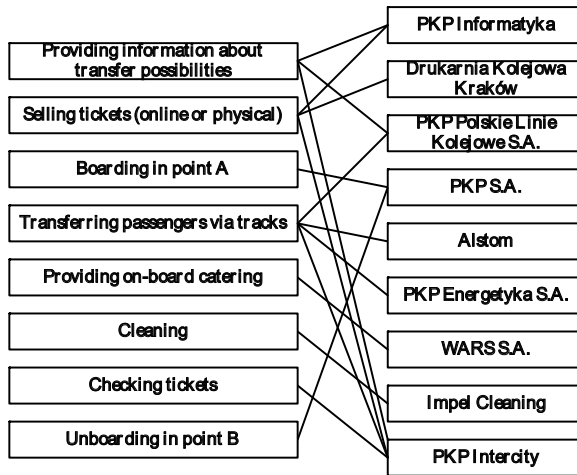 Providing information about
transfer possibilities
Selling tickets (online or physical)
Boarding in point A
Transferring passengers via tracks
Providing on-board catering
Cleaning
Checking tickets
Unboarding in point B
PKP Informatyka
Drukarnia Kolejowa
Kraków
PKP Polskie Linie
Kolejowe S.A.
PKP S.A.
Alstom
PKP Energetyka S.A.
WARS S.A.
Impel Cleaning
PKP Intercity